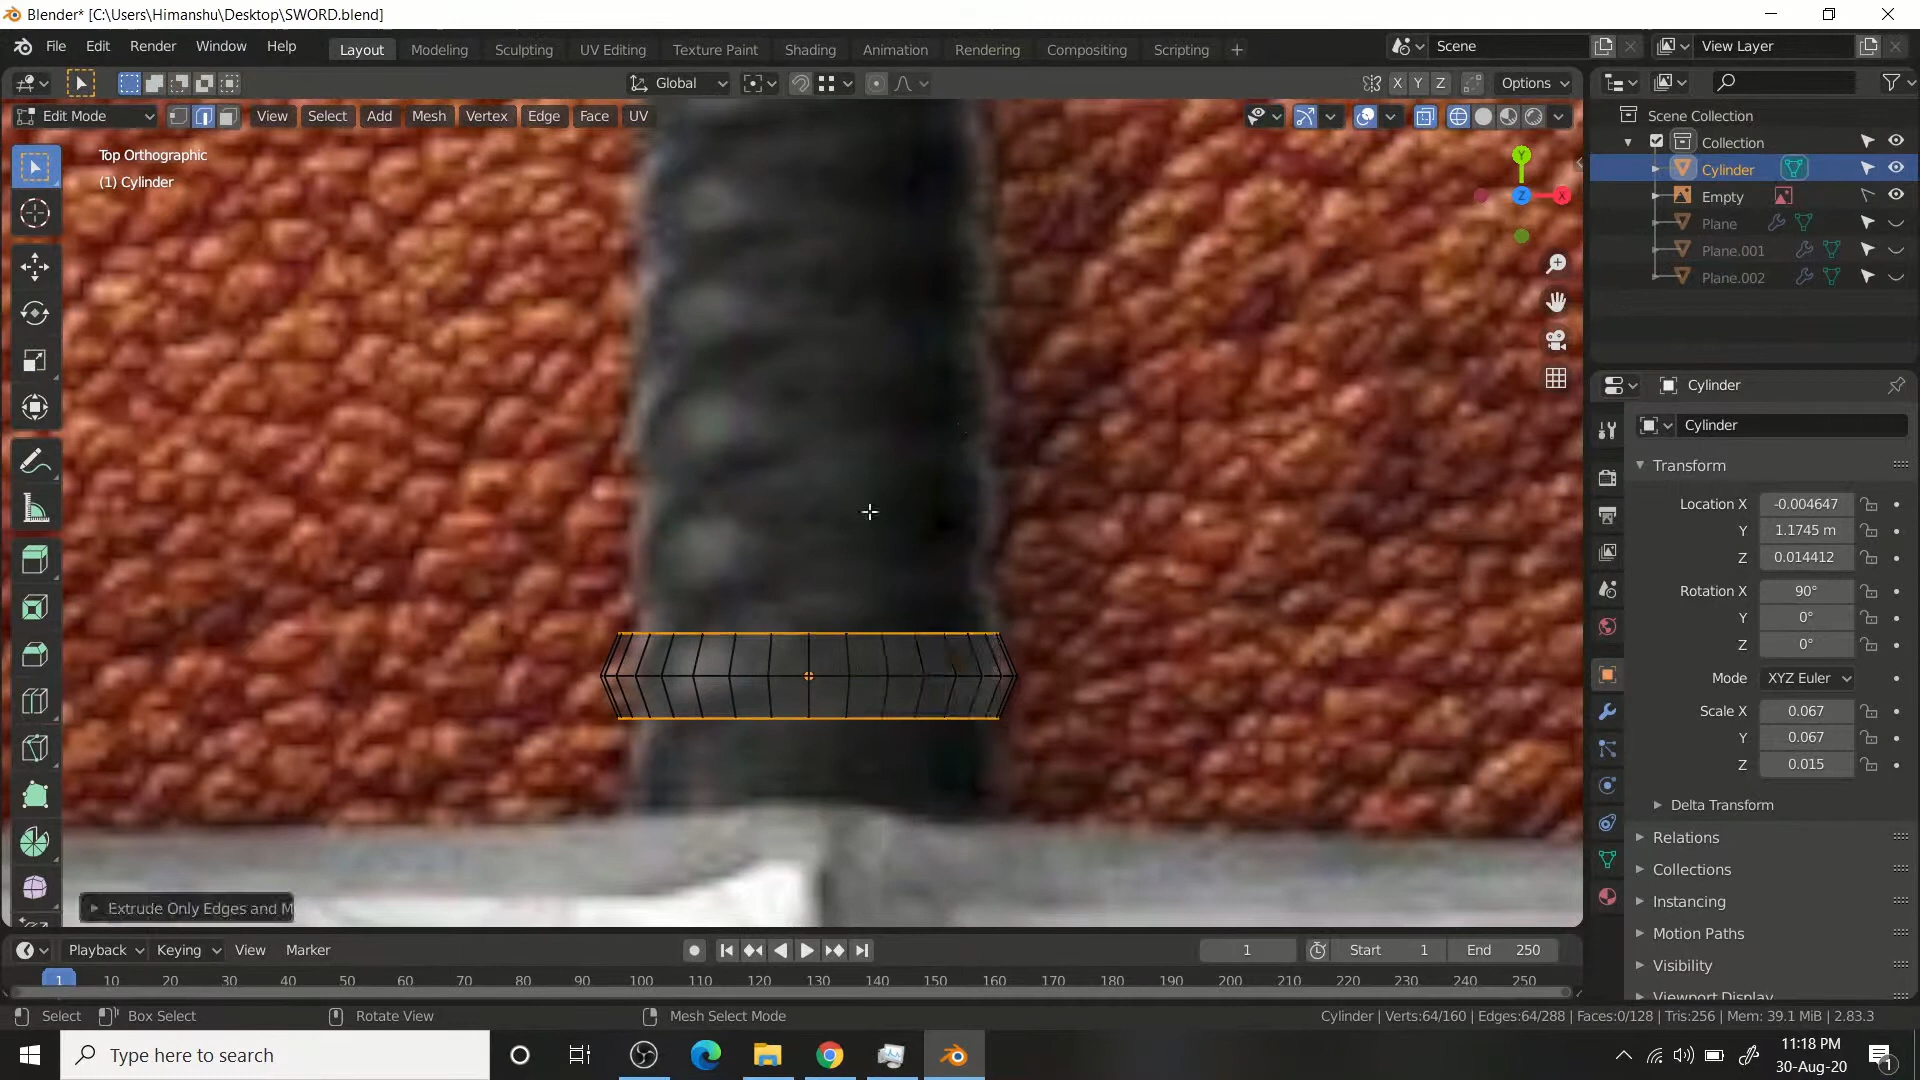 Blender* [C:\Users\Himanshu\Desktop\SWORD.blend]
File Edit Render Window Help
Layout Modeling Sculpting UV Editing Texture Paint Shading Animation Rendering Compositing Scripting +
Scene
View Layer
Global
X Y Z
Options
Edit Mode
View Select Add Mesh Vertex Edge Face UV
Top Orthographic
(1) Cylinder
Y
Z
X
Scene Collection
Collection
Cylinder
Empty
Plane
Plane.001
Plane.002
Cylinder
Cylinder
Transform
Location X -0.004647
Y 1.1745 m
Z 0.014412
Rotation X 90°
Y 0°
Z 0°
Mode XYZ Euler
Scale X 0.067
Y 0.067
Z 0.015
Delta Transform
Relations
Collections
Instancing
Motion Paths
Visibility
Viewport Display
Extrude Only Edges and M
Playback Keying View Marker
1
Start 1
End 250
1 10 20 30 40 50 60 70 80 90 100 110 120 130 140 150 160 170 180 190 200 210 220 230 240 250
Select Box Select Rotate View Mesh Select Mode
Cylinder | Verts:64/160 | Edges:64/288 | Faces:0/128 | Tris:256 | Mem: 39.1 MiB | 2.83.3
Type here to search
11:18 PM
30-Aug-20
1